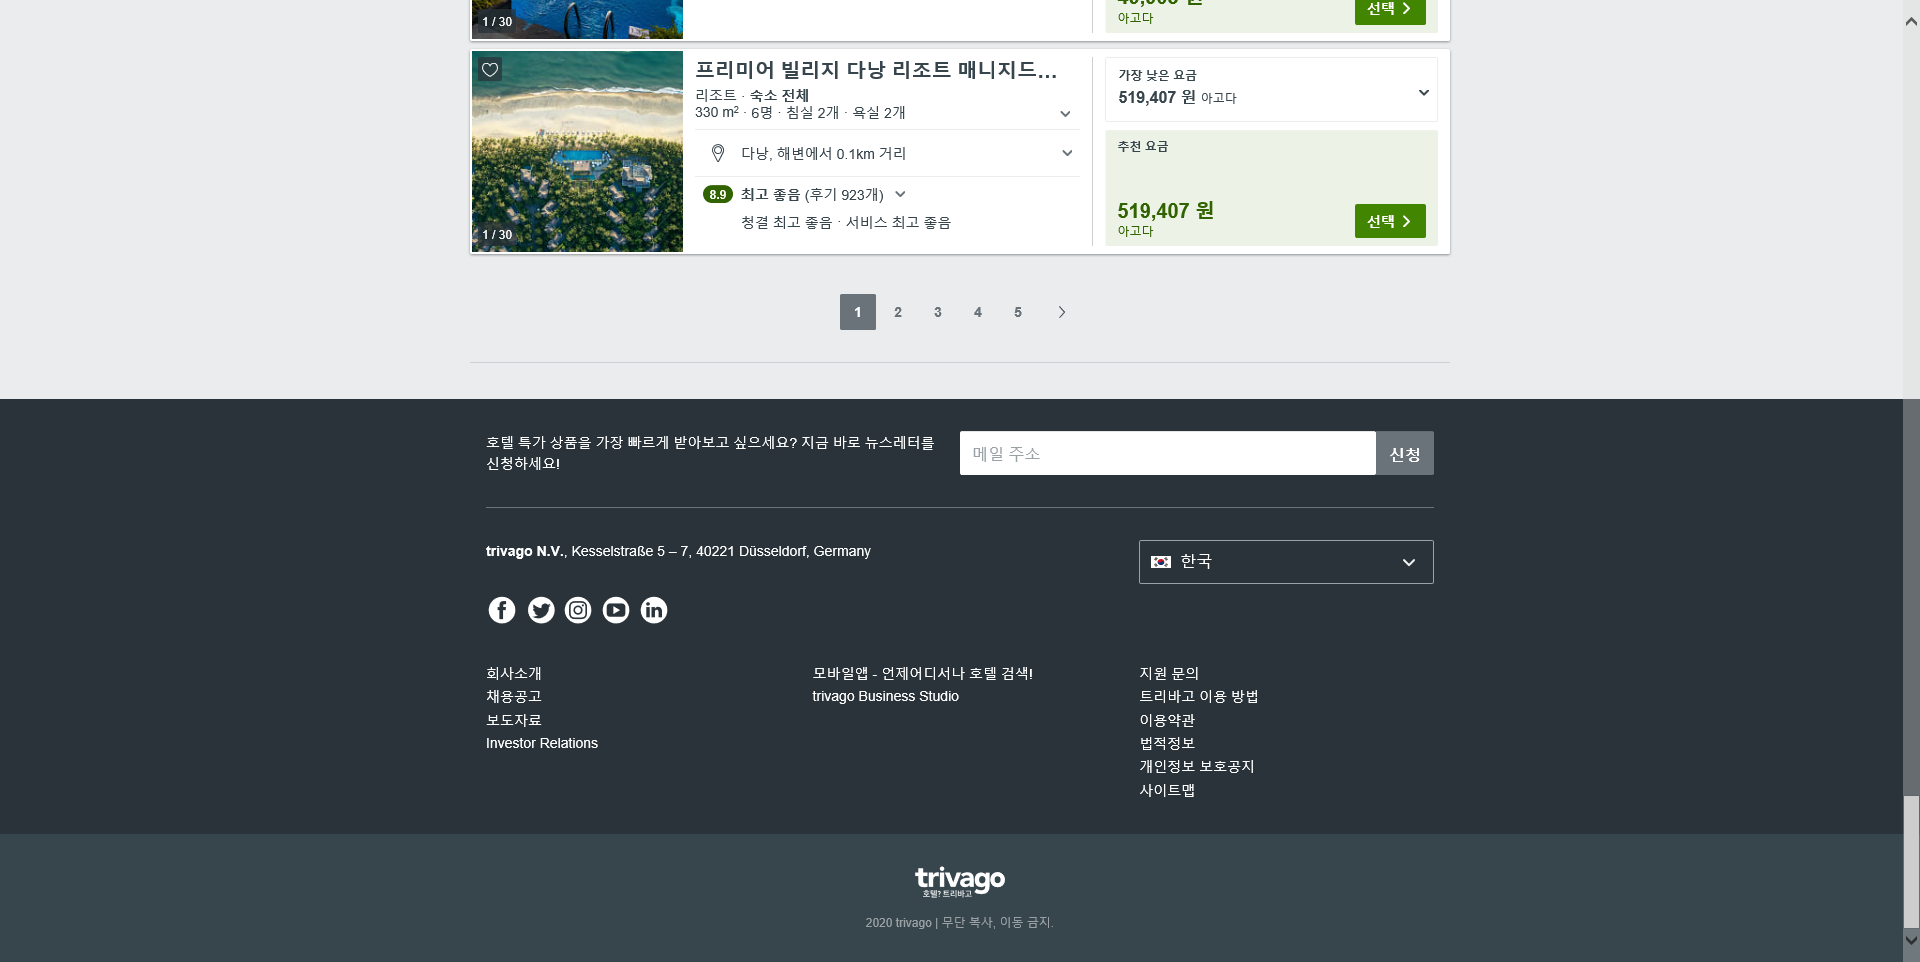 1 / 30
아고다
선택
프리미어 빌리지 다낭 리조트 매니지드...
리조트 · 숙소 전체
330 m² · 6명 · 침실 2개 · 욕실 2개
다낭, 해변에서 0.1km 거리
8.9 최고 좋음 (후기 923개)
청결 최고 좋음 · 서비스 최고 좋음
1 / 30
가장 낮은 요금
519,407 원 아고다
추천 요금
519,407 원
아고다
선택
1 2 3 4 5
호텔 특가 상품을 가장 빠르게 받아보고 싶으세요? 지금 바로 뉴스레터를
신청하세요!
메일 주소
신청
trivago N.V., Kesselstraße 5 – 7, 40221 Düsseldorf, Germany
한국
회사소개
채용공고
보도자료
Investor Relations
모바일앱 - 언제어디서나 호텔 검색!
trivago Business Studio
지원 문의
트리바고 이용 방법
이용약관
법적정보
개인정보 보호공지
사이트맵
trivago
호텔? 트리바고
2020 trivago | 무단 복사, 이동 금지.